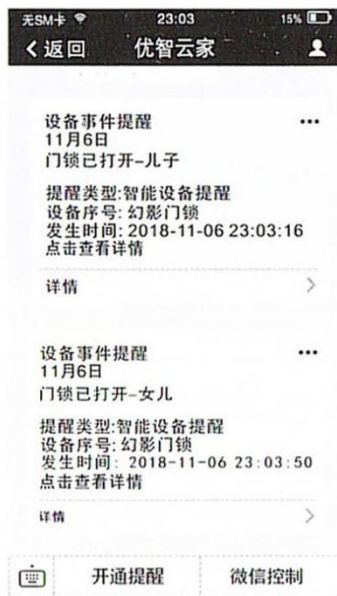 无SM卡 23:03 15%
返回 优智云家
设备事件提醒
11月6日
门锁已打开-儿子
提醒类型:智能设备提醒
设备序号:幻影门锁
发生时间:2018-11-06 23:03:16
点击查看详情
详情
设备事件提醒
11月6日
门锁已打开-女儿
提醒类型:智能设备提醒
设备序号:幻影门锁
发生时间: 2018-11-06 23:03:50
点击查看详情
详情
开通提醒 微信控制